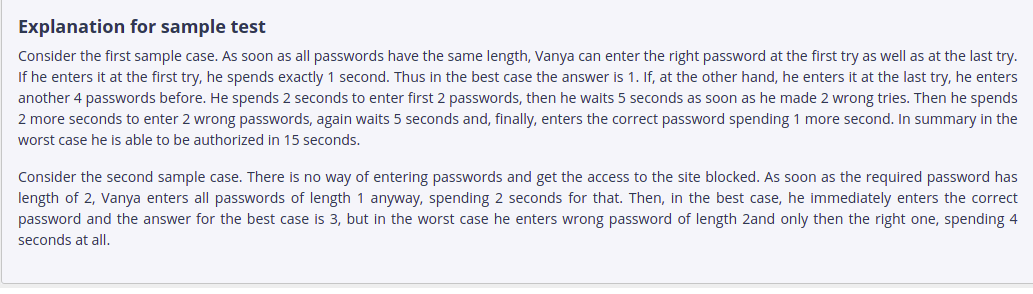 Explanation for sample test
Consider the first sample case. As soon as all passwords have the same length, Vanya can enter the right password at the first try as well as at the last try.
If he enters it at the first try, he spends exactly 1 second. Thus in the best case the answer is 1. If, at the other hand, he enters it at the last try, he enters
another 4 passwords before. He spends 2 seconds to enter first 2 passwords, then he waits 5 seconds as soon as he made 2 wrong tries. Then he spends
2 more seconds to enter 2 wrong passwords, again waits 5 seconds and, finally, enters the correct password spending 1 more second. In summary in the
worst case he is able to be authorized in 15 seconds.
Consider the second sample case. There is no way of entering passwords and get the access to the site blocked. As soon as the required password has
length of 2, Vanya enters all passwords of length 1 anyway, spending 2 seconds for that. Then, in the best case, he immediately enters the correct
password and the answer for the best case is 3, but in the worst case he enters wrong password of length 2and only then the right one, spending 4
seconds at all.